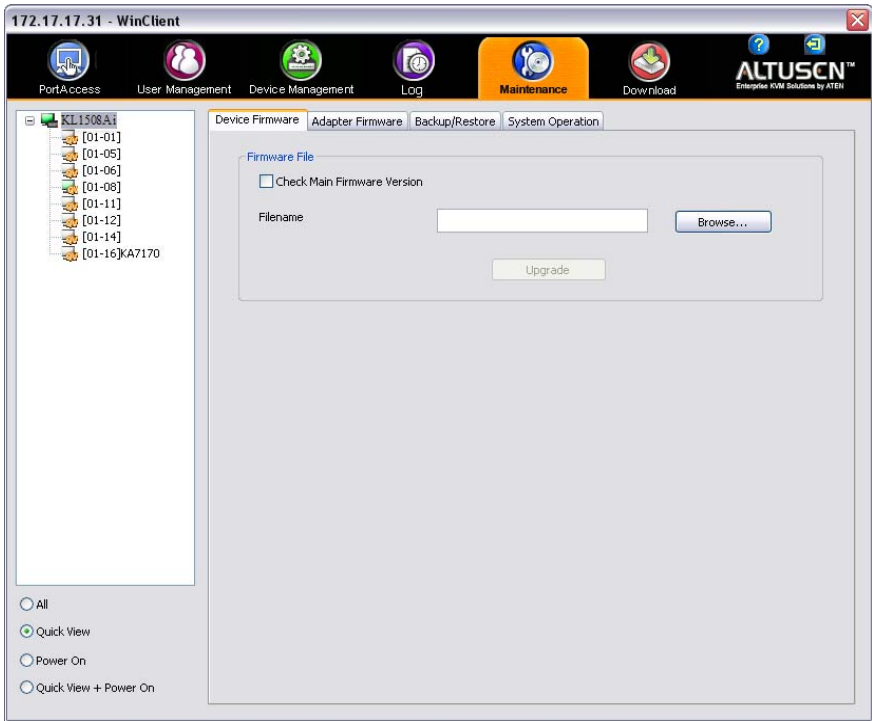 172.17.17.31 - WinClient
PortAccess
User Management
Device Management
Log
Maintenance
Download
ALTUSEN™
Enterprise KVM Solutions by ATEN
KL1508Ai
[01-01]
[01-05]
[01-06]
[01-08]
[01-11]
[01-12]
[01-14]
[01-16]KA7170
All
Quick View
Power On
Quick View + Power On
Device Firmware
Adapter Firmware
Backup/Restore
System Operation
Firmware File
Check Main Firmware Version
Filename
Browse...
Upgrade